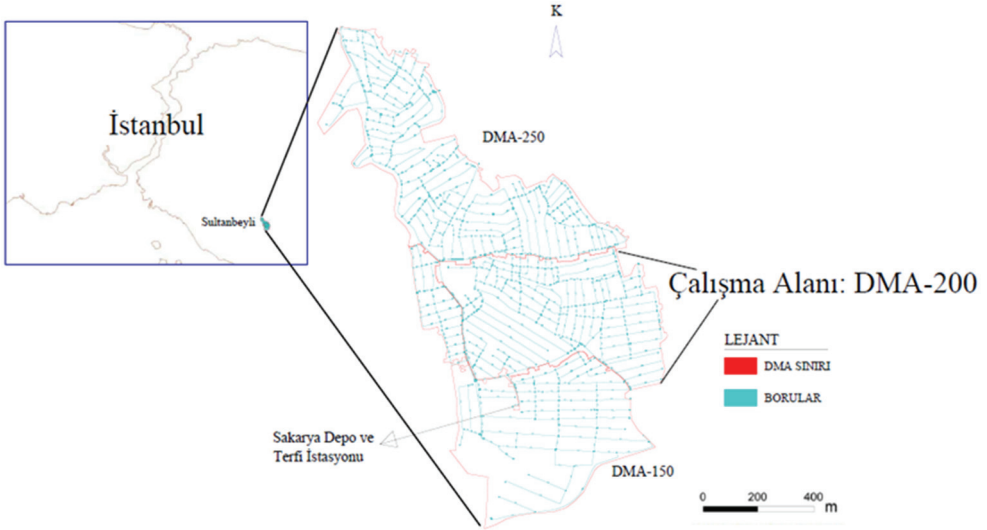 K
İstanbul
DMA-250
Sultanbeyli
Çalışma Alanı: DMA-200
LEJANT
DMA SINIRI
BORULAR
Sakarya Depo ve
Terfi İstasyonu
DMA-150
0 200 400 m